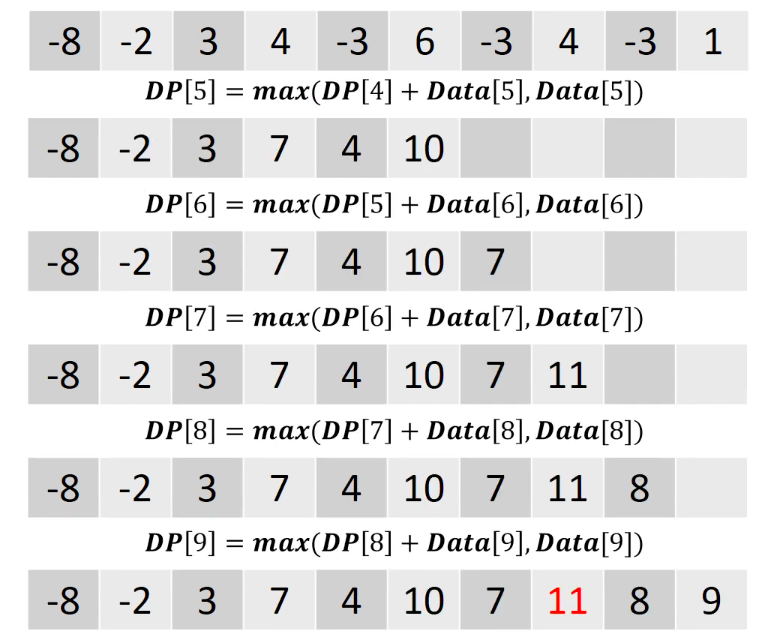 -8 -2 3 4 -3 6 -3 4 -3 1
DP[5] = max(DP[4] + Data[5], Data[5])
-8 -2 3 7 4 10
DP[6] = max(DP[5] + Data[6], Data[6])
-8 -2 3 7 4 10 7
DP[7] = max(DP[6] + Data[7], Data[7])
-8 -2 3 7 4 10 7 11
DP[8] = max(DP[7] + Data[8], Data[8])
-8 -2 3 7 4 10 7 11 8
DP[9] = max(DP[8] + Data[9], Data[9])
-8 -2 3 7 4 10 7 11 8 9